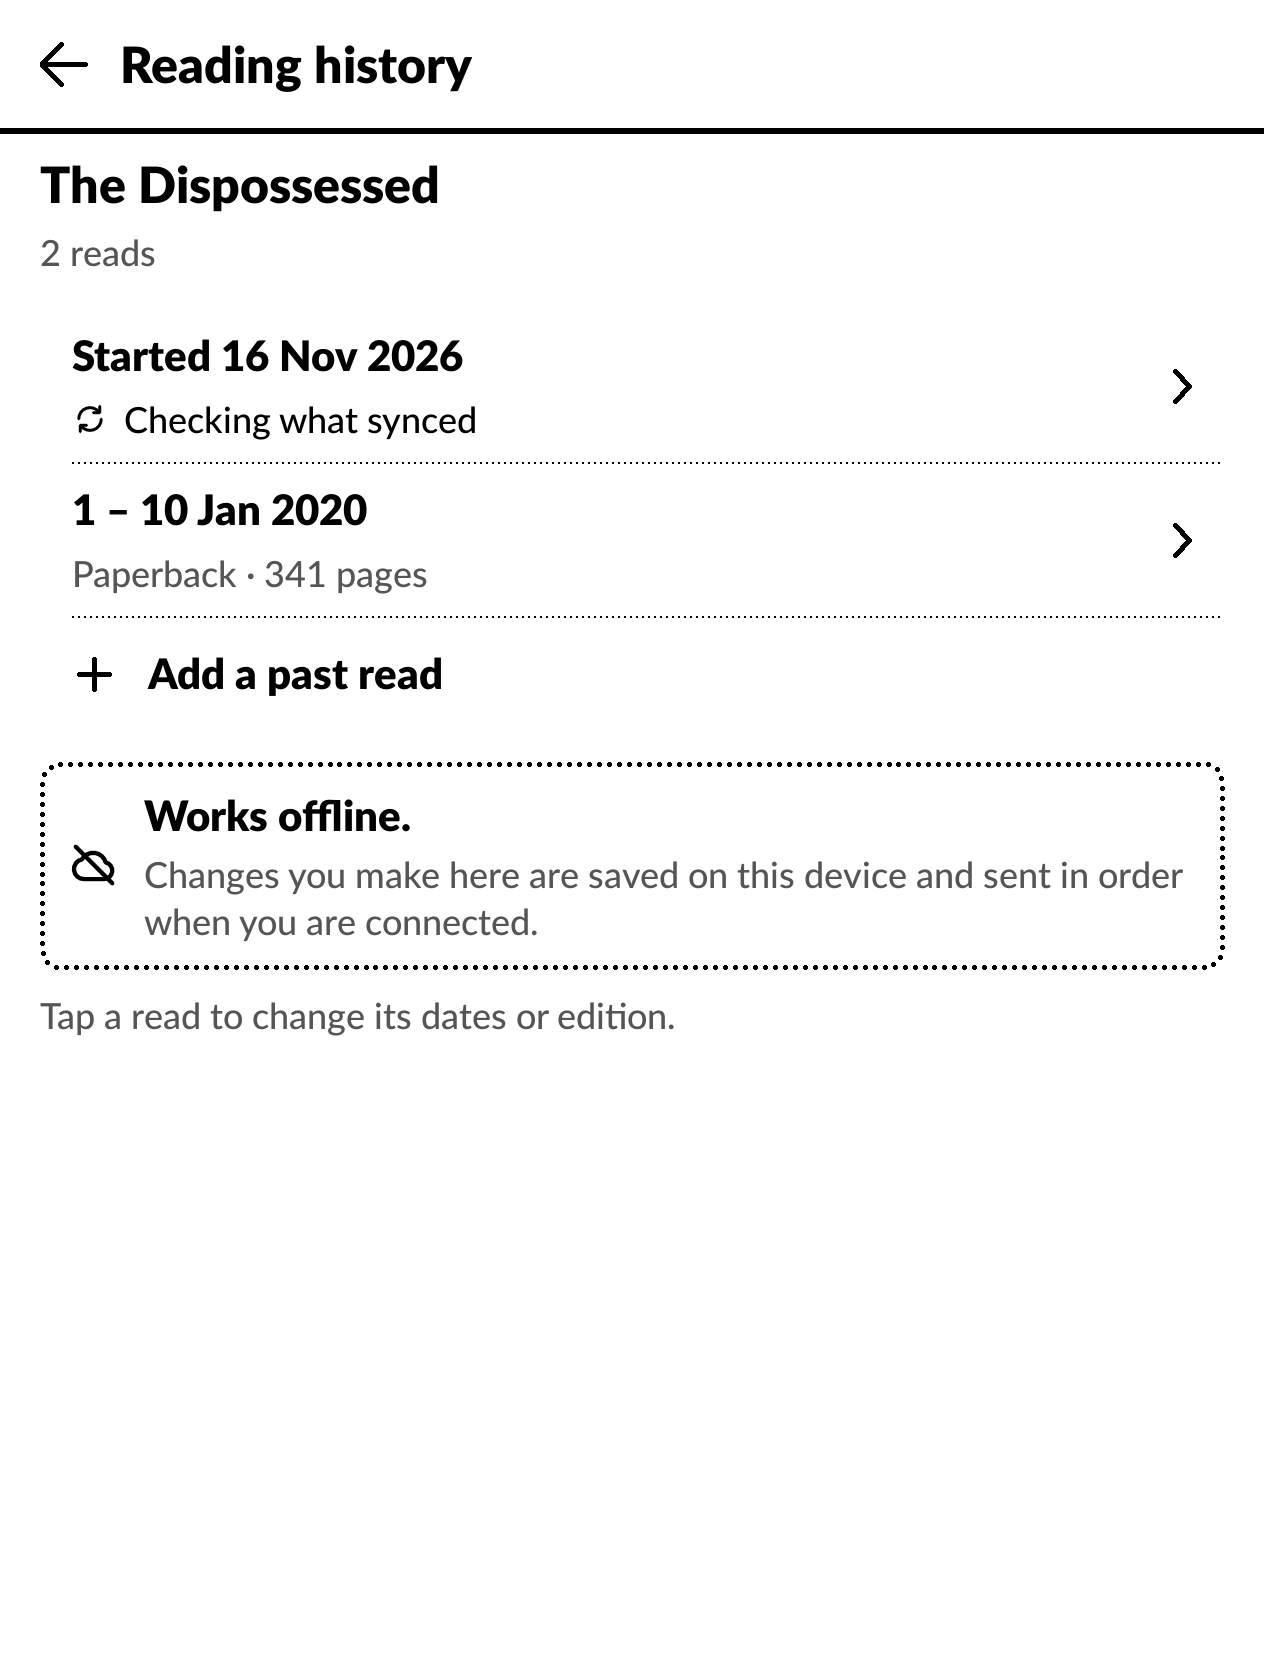 Reading history
The Dispossessed
2 reads
Started 16 Nov 2026
Checking what synced
1 – 10 Jan 2020
Paperback · 341 pages
Add a past read
Works offline.
Changes you make here are saved on this device and sent in order
when you are connected.
Tap a read to change its dates or edition.